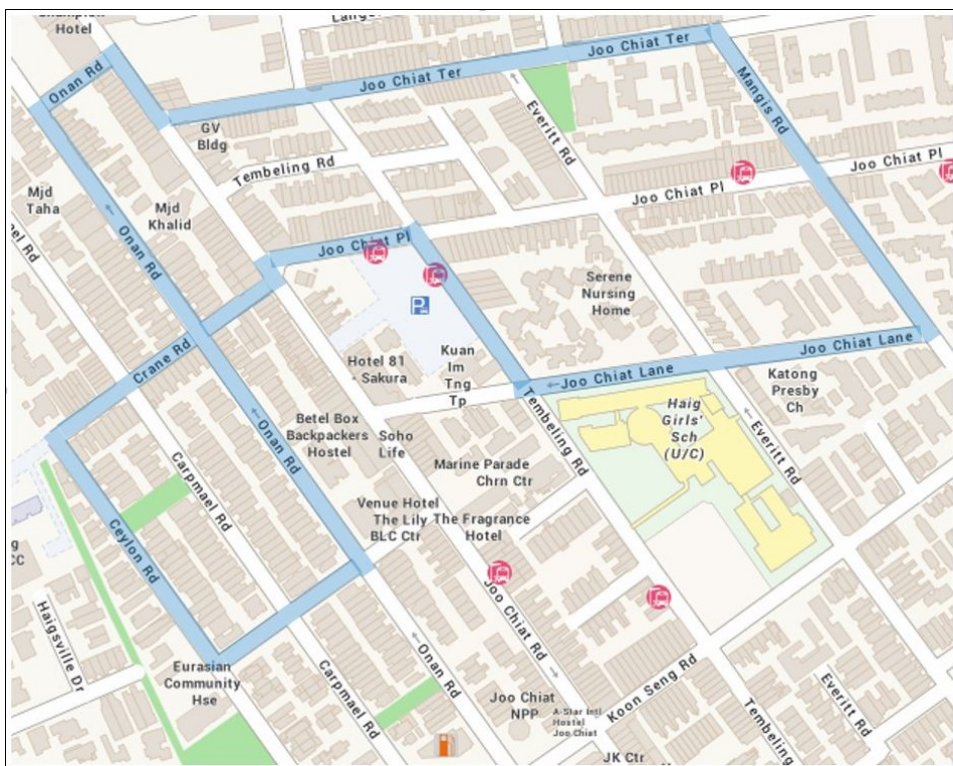 Hotel
Onan Rd
Joo Chiat Ter
Joo Chiat Ter
Mangis Rd
GV
Bldg
Everitt Rd
Tembeling Rd
Joo Chiat Pl
Joo Chiat Pl
Mjd
Taha
Mjd
Khalid
Onan Rd
Joo Chiat Pl
Serene
Nursing
Home
Crane Rd
Hotel 81
- Sakura
Kuan
Im
Tng
Tp
Joo Chiat Lane
Joo Chiat Lane
Katong
Presby
Ch
Haig
Girls'
Sch
(U/C)
Tembeling Rd
Everitt Rd
Betel Box
Backpackers
Hostel
Soho
Life
Onan Rd
Carpmael Rd
Marine Parade
Chrn Ctr
Venue Hotel
The Lily
BLC Ctr
The Fragrance
Hotel
Ceylon Rd
CC
Haigsville Dr
Joo Chiat Rd
Eurasian
Community
Hse
Carpmael Rd
Onan Rd
Joo Chiat
NPP
A-Star Intl
Hostel
Joo Chiat
Koon Seng Rd
Everitt Rd
Tembeling
JK Ctr